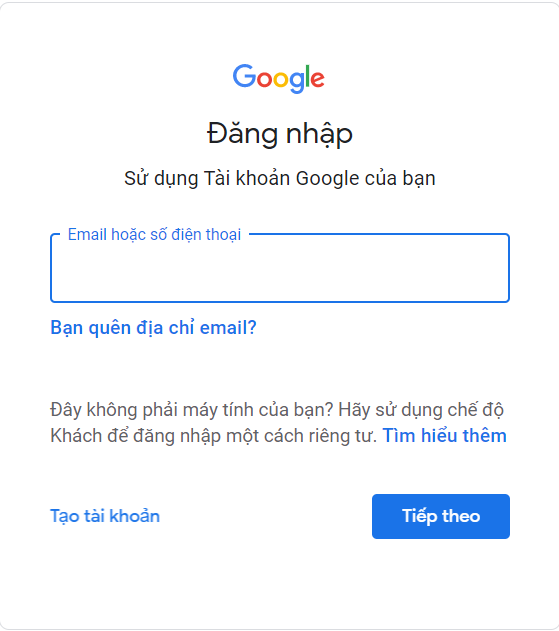 Google
Đăng nhập
Sử dụng Tài khoản Google của bạn
Email hoặc số điện thoại
Bạn quên địa chỉ email?
Đây không phải máy tính của bạn? Hãy sử dụng chế độ
Khách để đăng nhập một cách riêng tư. Tìm hiểu thêm
Tạo tài khoản
Tiếp theo